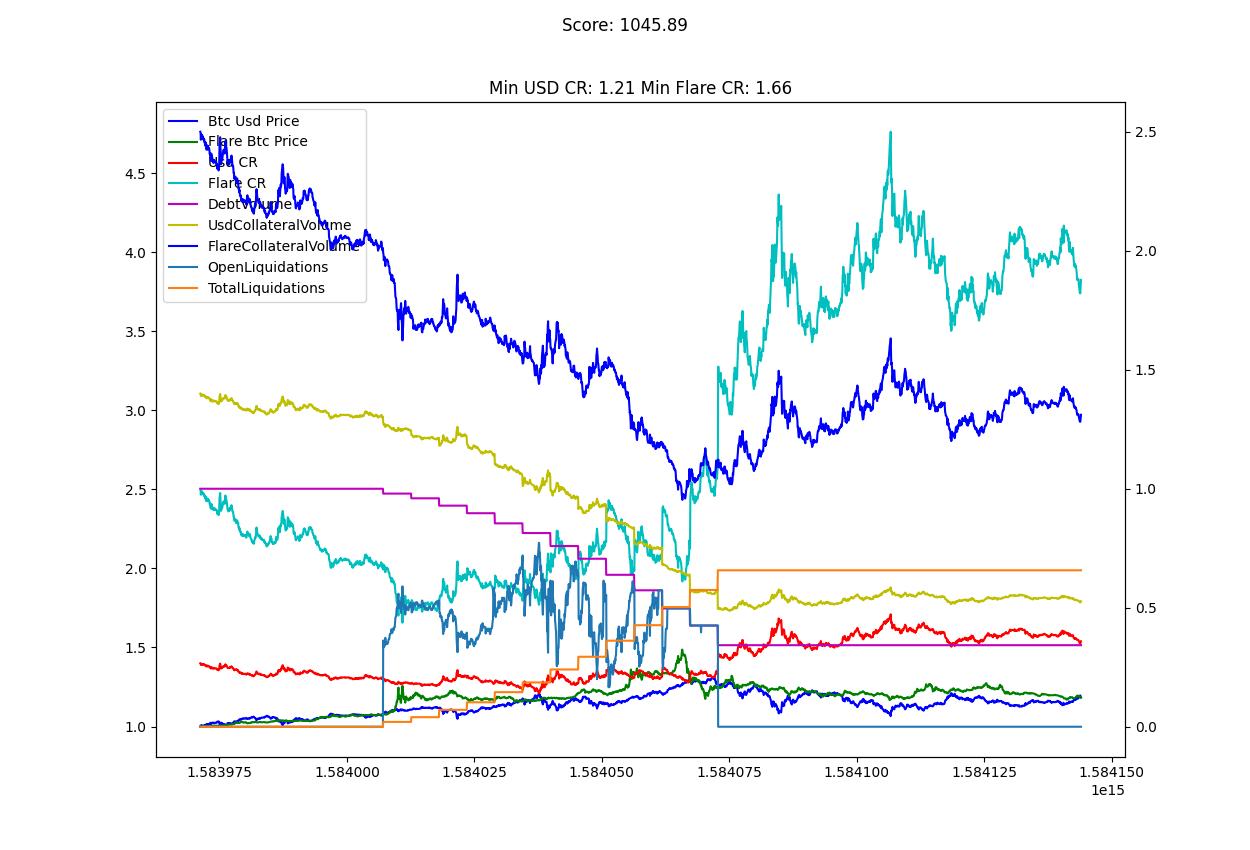 Score: 1045.89
Min USD CR: 1.21 Min Flare CR: 1.66
Btc Usd Price
Flare Btc Price
Usd CR
Flare CR
DebtVolume
UsdCollateralVolume
FlareCollateralVolume
OpenLiquidations
TotalLiquidations
4.5
4.0
3.5
3.0
2.5
2.0
1.5
1.0
2.5
2.0
1.5
1.0
0.5
0.0
1.583975 1.584000 1.584025 1.584050 1.584075 1.584100 1.584125 1.584150
1e15